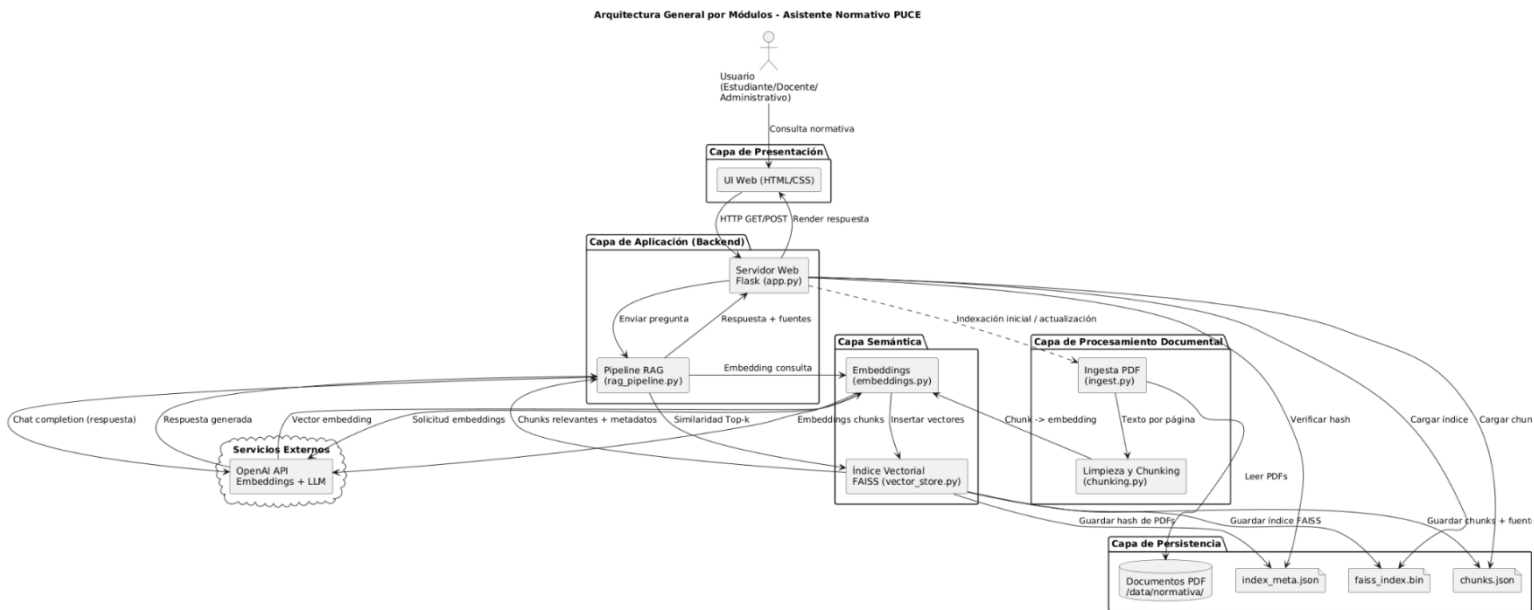 Arquitectura General por Módulos - Asistente Normativo PUCE
Usuario
(Estudiante/Docente/
Administrativo)
Consulta normativa
Capa de Presentación
UI Web (HTML/CSS)
HTTP GET/POST
Render respuesta
Capa de Aplicación (Backend)
Servidor Web
Flask (app.py)
Enviar pregunta
Respuesta + fuentes
Indexación inicial / actualización
Capa Semántica
Capa de Procesamiento Documental
Pipeline RAG
(rag_pipeline.py)
Embedding consulta
Embeddings
(embeddings.py)
Ingesta PDF
(ingest.py)
Chat completion (respuesta)
Respuesta generada
Vector embedding
Solicitud embeddings
Chunks relevantes + metadatos
Similaridad Top-k
Embeddings chunks
Insertar vectores
Chunk -> embedding
Texto por página
Verificar hash
Cargar índice
Cargar chun
Servicios Externos
OpenAI API
Embeddings + LLM
Índice Vectorial
FAISS (vector_store.py)
Limpieza y Chunking
(chunking.py)
Leer PDFs
Guardar hash de PDFs
Guardar índice FAISS
Guardar chunks + fuente
Capa de Persistencia
Documentos PDF
/data/normativa/
index_meta.json
faiss_index.bin
chunks.json